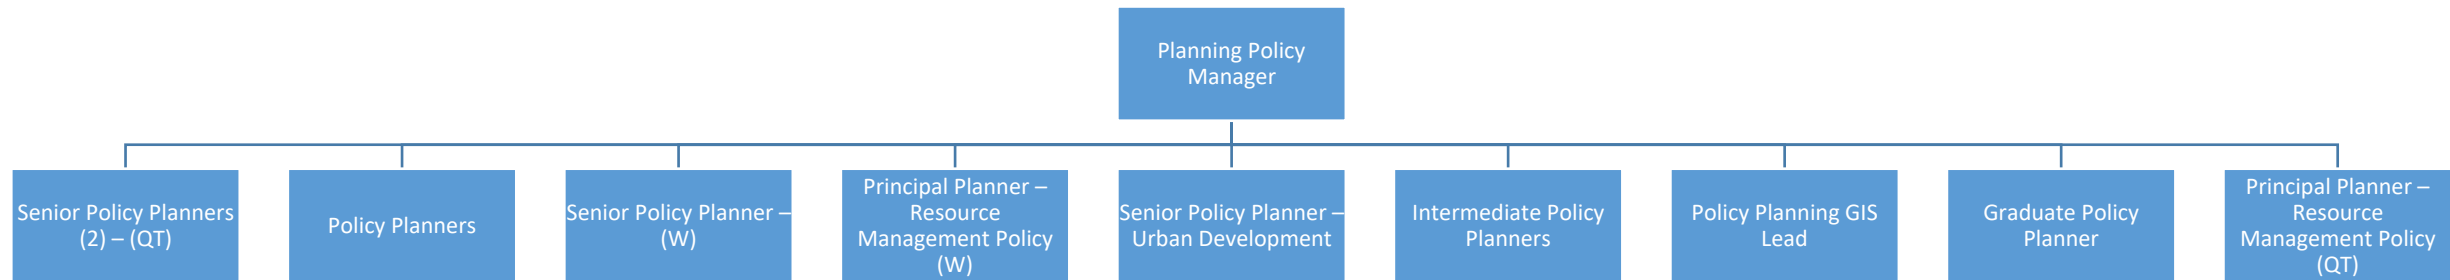 Planning Policy
Manager
Senior Policy Planners
(2) – (QT)
Policy Planners
Senior Policy Planner –
(W)
Principal Planner –
Resource
Management Policy
(W)
Senior Policy Planner –
Urban Development
Intermediate Policy
Planners
Policy Planning GIS
Lead
Graduate Policy
Planner
Principal Planner –
Resource
Management Policy
(QT)